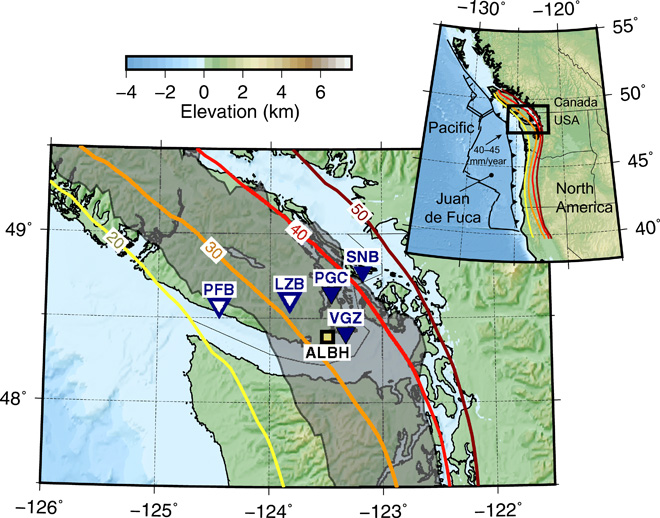 −130° −120°
55°
50°
45°
40°
Pacific
Canada
USA
40−45
mm/year
Juan
de Fuca
North
America
−4 −2 0 2 4 6
Elevation (km)
49°
48°
20
30
40
50
PFB
LZB
PGC
SNB
VGZ
ALBH
−126° −125° −124° −123° −122°